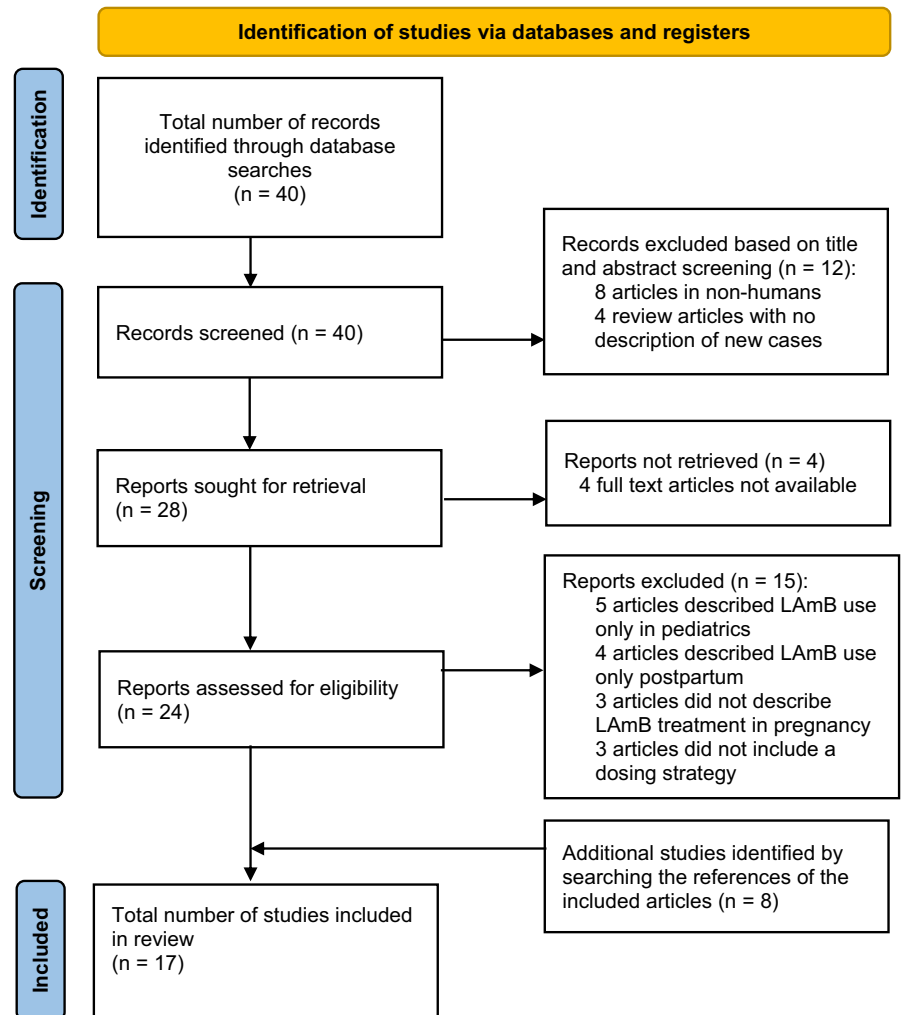 Identification of studies via databases and registers
Identification
Total number of records
identified through database
searches
(n = 40)
Records excluded based on title
and abstract screening (n = 12):
8 articles in non-humans
4 review articles with no
description of new cases
Screening
Records screened (n = 40)
Reports sought for retrieval
(n = 28)
Reports not retrieved (n = 4)
4 full text articles not available
Reports assessed for eligibility
(n = 24)
Reports excluded (n = 15):
5 articles described LAmB use
only in pediatrics
4 articles described LAmB use
only postpartum
3 articles did not describe
LAmB treatment in pregnancy
3 articles did not include a
dosing strategy
Additional studies identified by
searching the references of the
included articles (n = 8)
Included
Total number of studies included
in review
(n = 17)